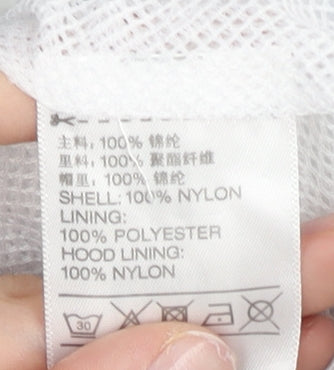 主料: 100% 锦纶
里料: 100% 聚酯纤维
帽里: 100% 锦纶
SHELL: 100% NYLON
LINING:
100% POLYESTER
HOOD LINING:
100% NYLON
30